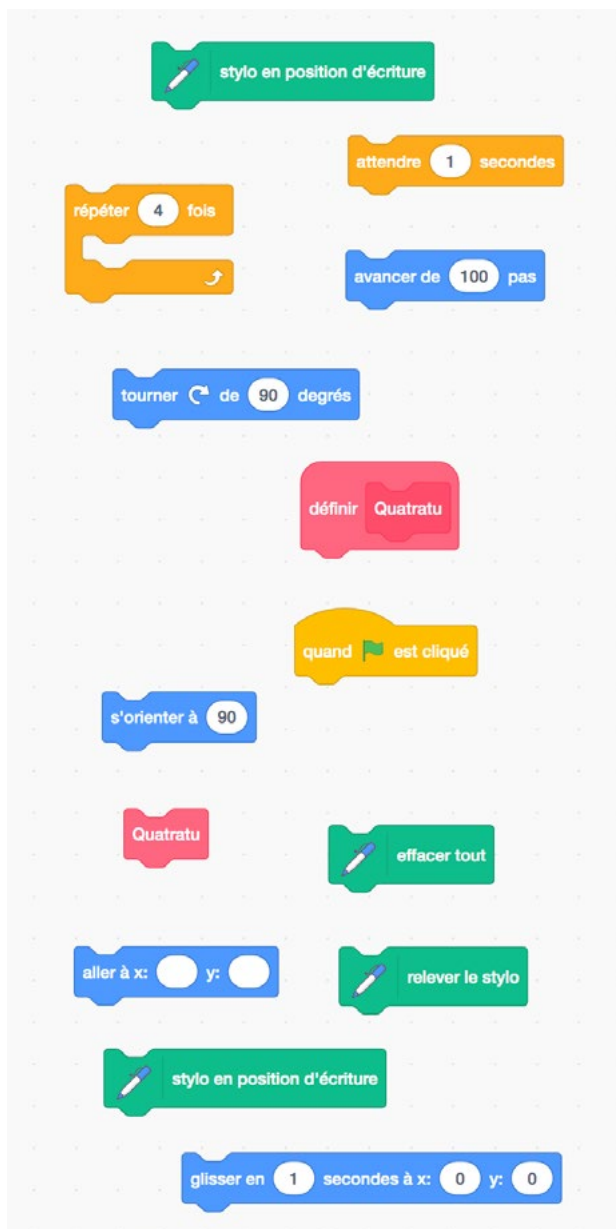 stylo en position d'écriture
attendre 1 secondes
répéter 4 fois
avancer de 100 pas
tourner de 90 degrés
définir Quatratu
quand est cliqué
s'orienter à 90
Quatratu
effacer tout
aller à x: y:
relever le stylo
stylo en position d'écriture
glisser en 1 secondes à x: 0 y: 0